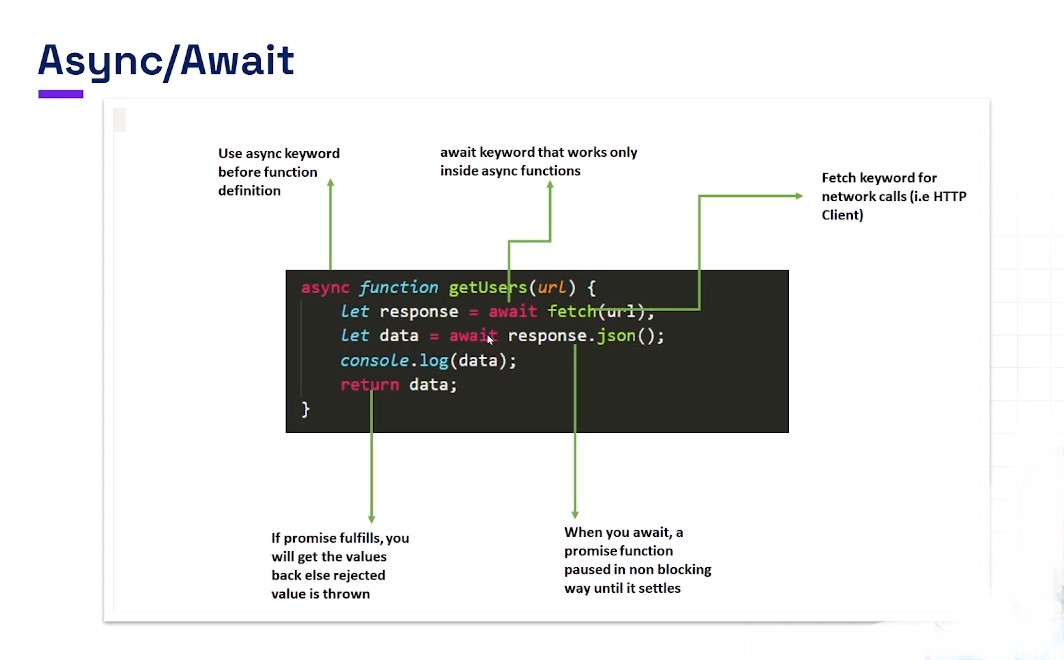 Async/Await
Use async keyword
before function
definition
await keyword that works only
inside async functions
Fetch keyword for
network calls (i.e HTTP
Client)
async function getUsers(url) {
let response = await fetch(url);
let data = await response.json();
console.log(data);
return data;
}
If promise fulfills, you
will get the values
back else rejected
value is thrown
When you await, a
promise function
paused in non blocking
way until it settles